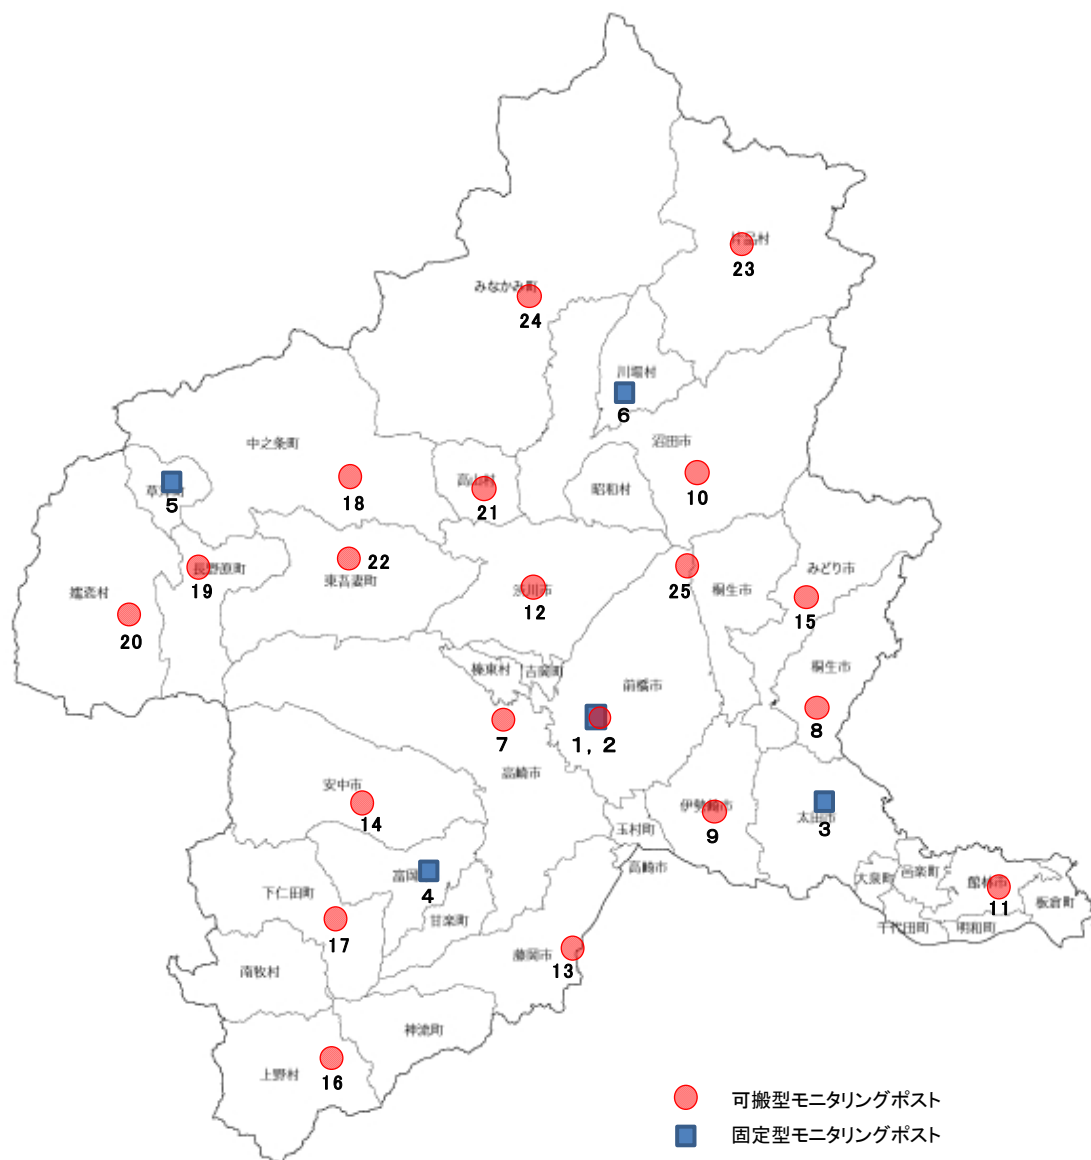 片品村
23
みなかみ町
24
川場村
6
沼田市
中之条町
18
高山村
21
昭和村
10
草津町
5
長野原町
19
22
東吾妻町
渋川市
12
25
桐生市
みどり市
15
嬬恋村
20
榛東村
吉岡町
前橋市
桐生市
8
7
1, 2
高崎市
安中市
14
伊勢崎市
9
太田市
3
玉村町
高崎市
富岡
4
下仁田町
甘楽町
17
大泉町
邑楽町
館林市
11
板倉町
千代田町
明和町
藤岡市
13
南牧村
神流町
上野村
16
可搬型モニタリングポスト
固定型モニタリングポスト